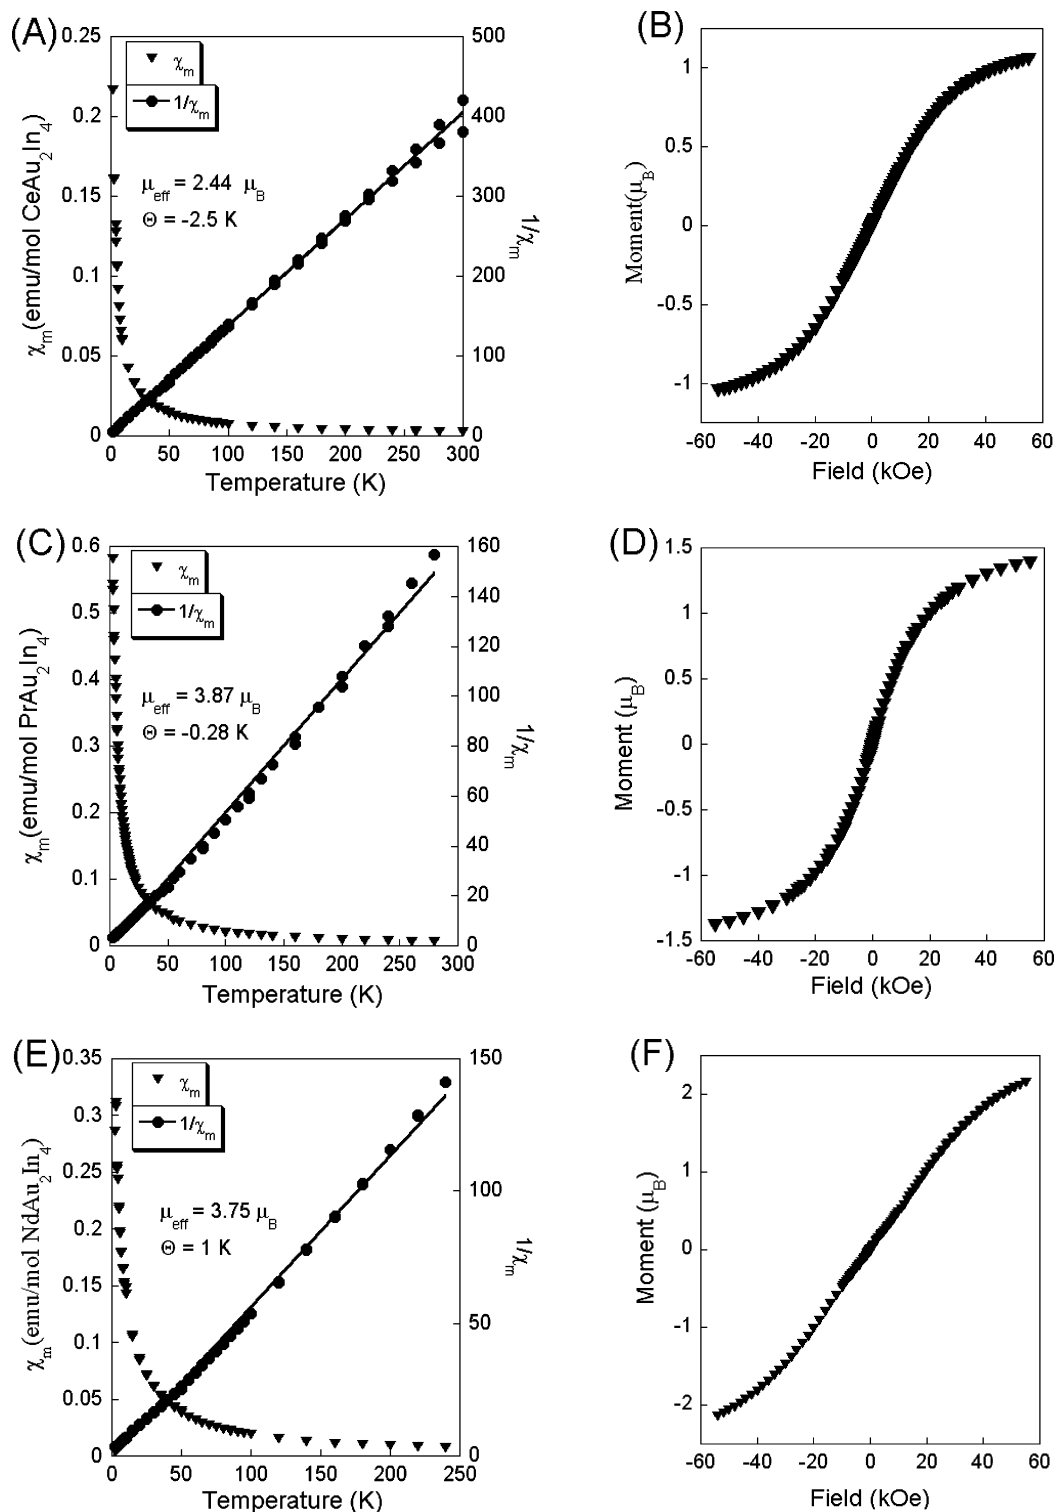 (A)
0.25
0.2
0.15
0.1
0.05
0
500
400
300
200
100
0
χm
1/χm
μeff = 2.44 μB
Θ = -2.5 K
χm(emu/mol CeAu2In4)
1/χm
0 50 100 150 200 250 300
Temperature (K)
(B)
1
0.5
0
-0.5
-1
Moment(μB)
-60 -40 -20 0 20 40 60
Field (kOe)
(C)
0.6
0.5
0.4
0.3
0.2
0.1
0
160
140
120
100
80
60
40
20
0
χm
1/χm
μeff = 3.87 μB
Θ = -0.28 K
χm(emu/mol PrAu2In4)
1/χm
0 50 100 150 200 250 300
Temperature (K)
(D)
1.5
1
0.5
0
-0.5
-1
-1.5
Moment (μB)
-60 -40 -20 0 20 40 60
Field (kOe)
(E)
0.35
0.3
0.25
0.2
0.15
0.1
0.05
0
150
100
50
0
χm
1/χm
μeff = 3.75 μB
Θ = 1 K
χm(emu/mol NdAu2In4)
1/χm
0 50 100 150 200 250
Temperature (K)
(F)
2
1
0
-1
-2
Moment (μB)
-60 -40 -20 0 20 40 60
Field (kOe)